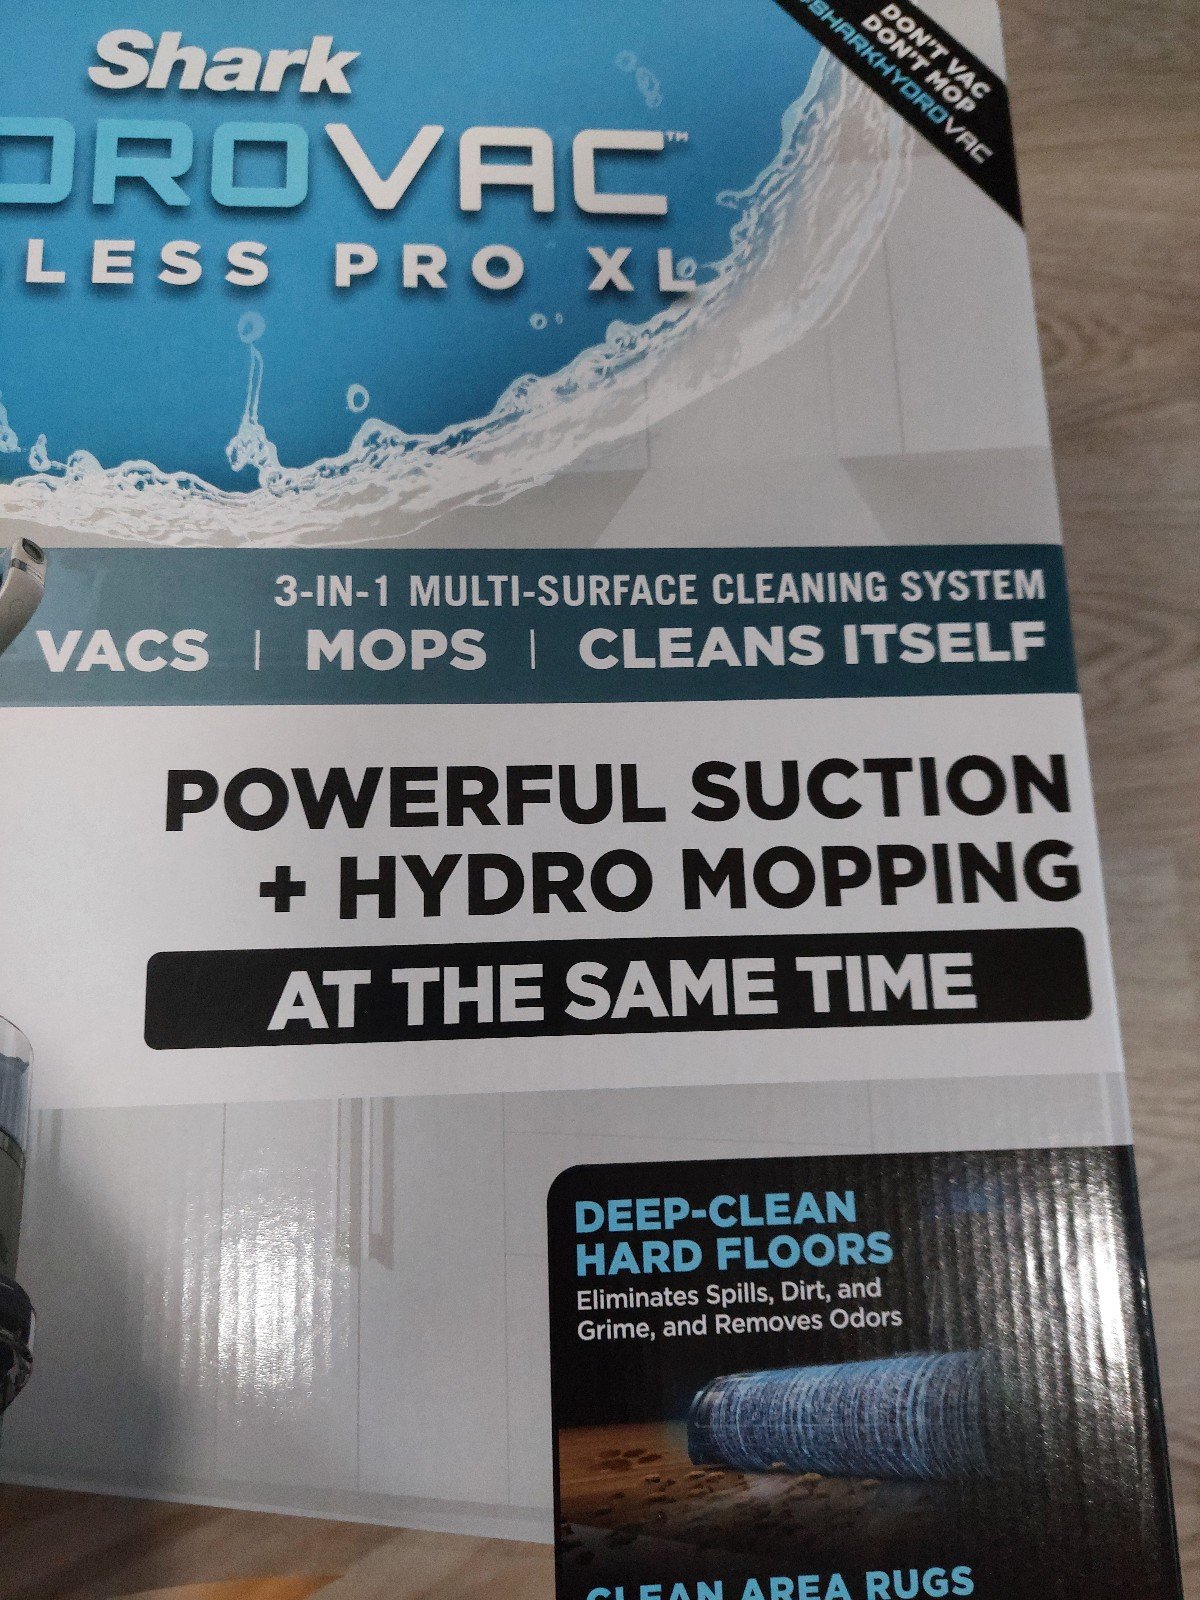 Shark
DROVAC™
LESS PRO XL
DON'T VAC
DON'T MOP
#SHARKHYDROVAC
3-IN-1 MULTI-SURFACE CLEANING SYSTEM
VACS | MOPS | CLEANS ITSELF
POWERFUL SUCTION
+ HYDRO MOPPING
AT THE SAME TIME
DEEP-CLEAN
HARD FLOORS
Eliminates Spills, Dirt, and
Grime, and Removes Odors
CLEAN AREA RUGS